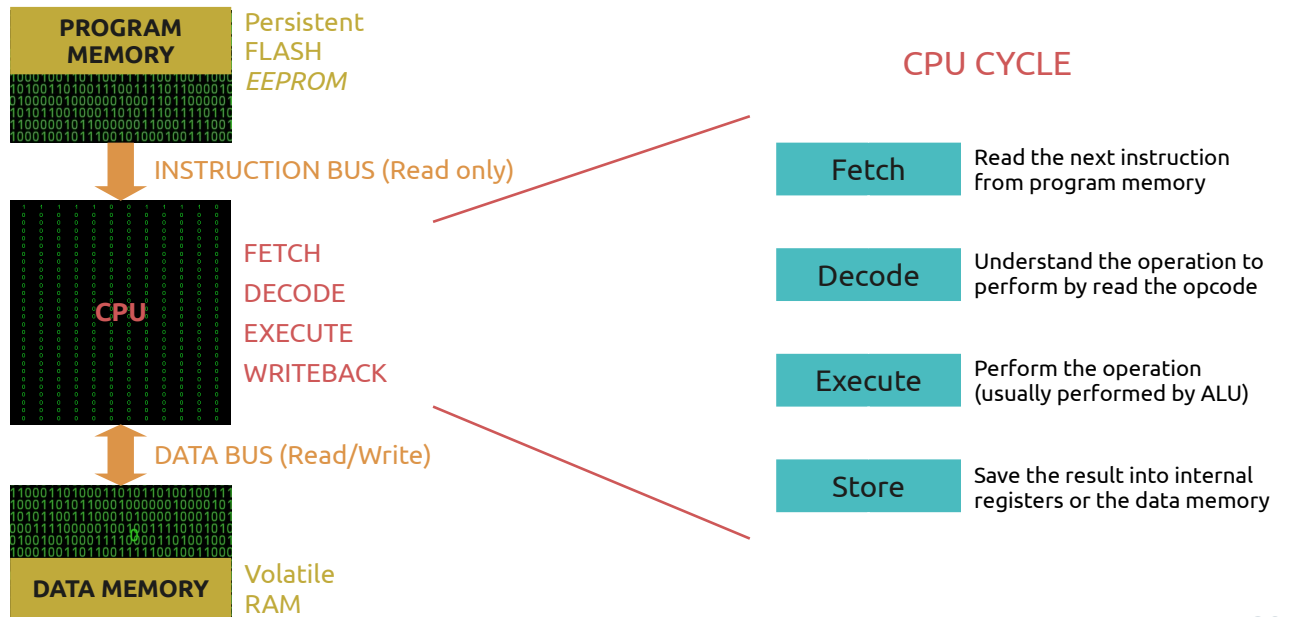 PROGRAM
MEMORY
Persistent
FLASH
EEPROM
INSTRUCTION BUS (Read only)
CPU
FETCH
DECODE
EXECUTE
WRITEBACK
DATA BUS (Read/Write)
DATA MEMORY
Volatile
RAM
CPU CYCLE
Fetch
Read the next instruction
from program memory
Decode
Understand the operation to
perform by read the opcode
Execute
Perform the operation
(usually performed by ALU)
Store
Save the result into internal
registers or the data memory